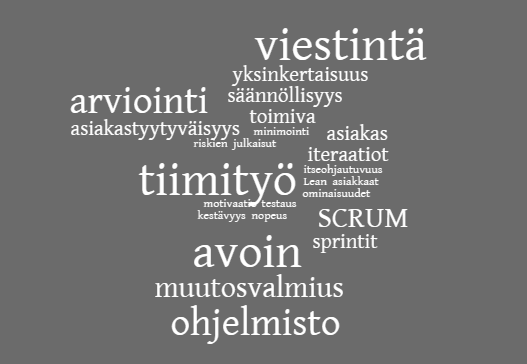 viestintä
yksinkertaisuus
arviointi
säännöllisyys
toimiva
asiakastyytyväisyys
minimointi
asiakas
riskien julkaisut
iteraatiot
tiimityö
itseohjautuvuus
Lean asiakkaat
ominaisuudet
motivaatio testaus
kestävyys nopeus
SCRUM
avoin
sprintit
muutosvalmius
ohjelmisto